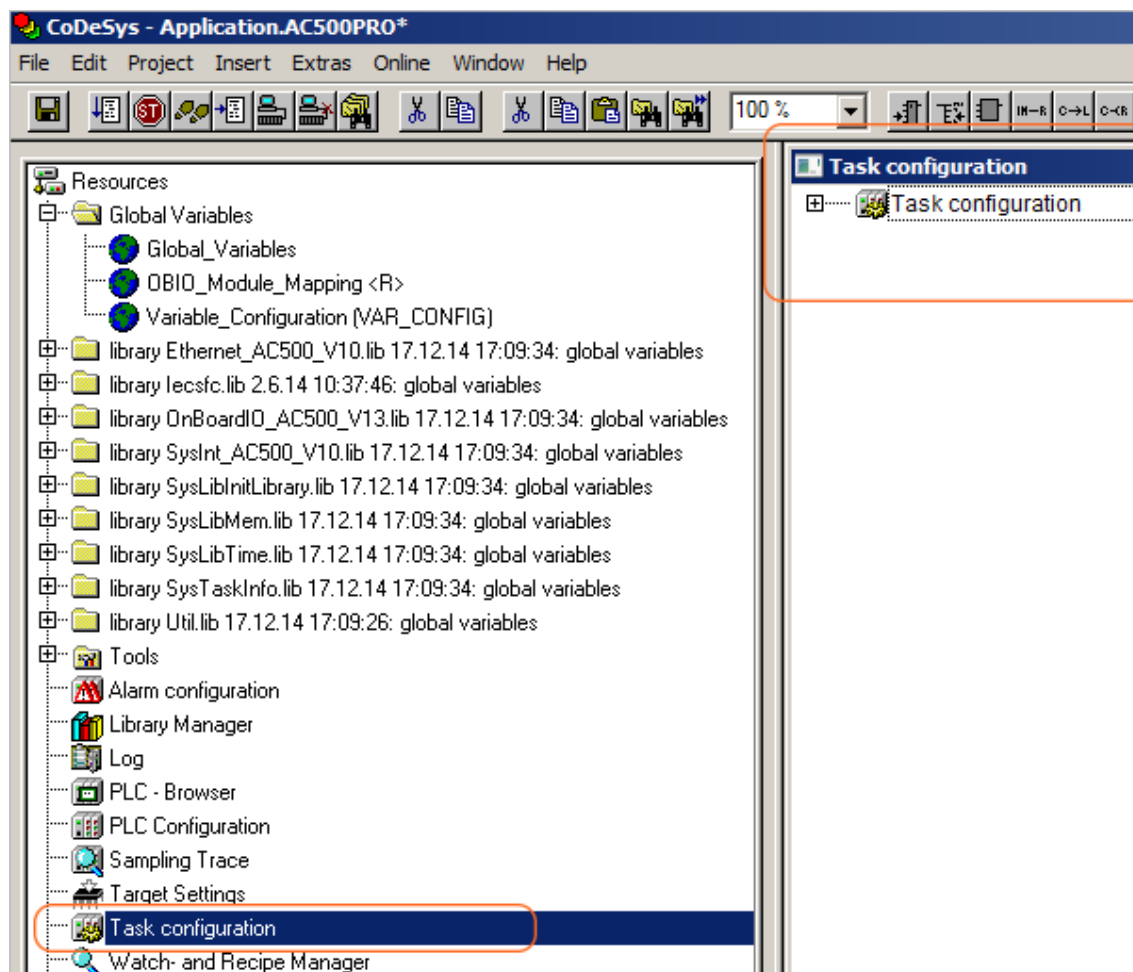 CoDeSys - Application.AC500PRO*
File Edit Project Insert Extras Online Window Help
ST 100 % IN-R C→L C-(R
Resources
Global Variables
Global_Variables
OBIO_Module_Mapping <R>
Variable_Configuration (VAR_CONFIG)
library Ethernet_AC500_V10.lib 17.12.14 17:09:34: global variables
library Iecsfc.lib 2.6.14 10:37:46: global variables
library OnBoardIO_AC500_V13.lib 17.12.14 17:09:34: global variables
library SysInt_AC500_V10.lib 17.12.14 17:09:34: global variables
library SysLibInitLibrary.lib 17.12.14 17:09:34: global variables
library SysLibMem.lib 17.12.14 17:09:34: global variables
library SysLibTime.lib 17.12.14 17:09:34: global variables
library SysTaskInfo.lib 17.12.14 17:09:34: global variables
library Util.lib 17.12.14 17:09:26: global variables
Tools
Alarm configuration
Library Manager
Log
PLC - Browser
PLC Configuration
Sampling Trace
Target Settings
Task configuration
Watch- and Recipe Manager
Task configuration
Task configuration